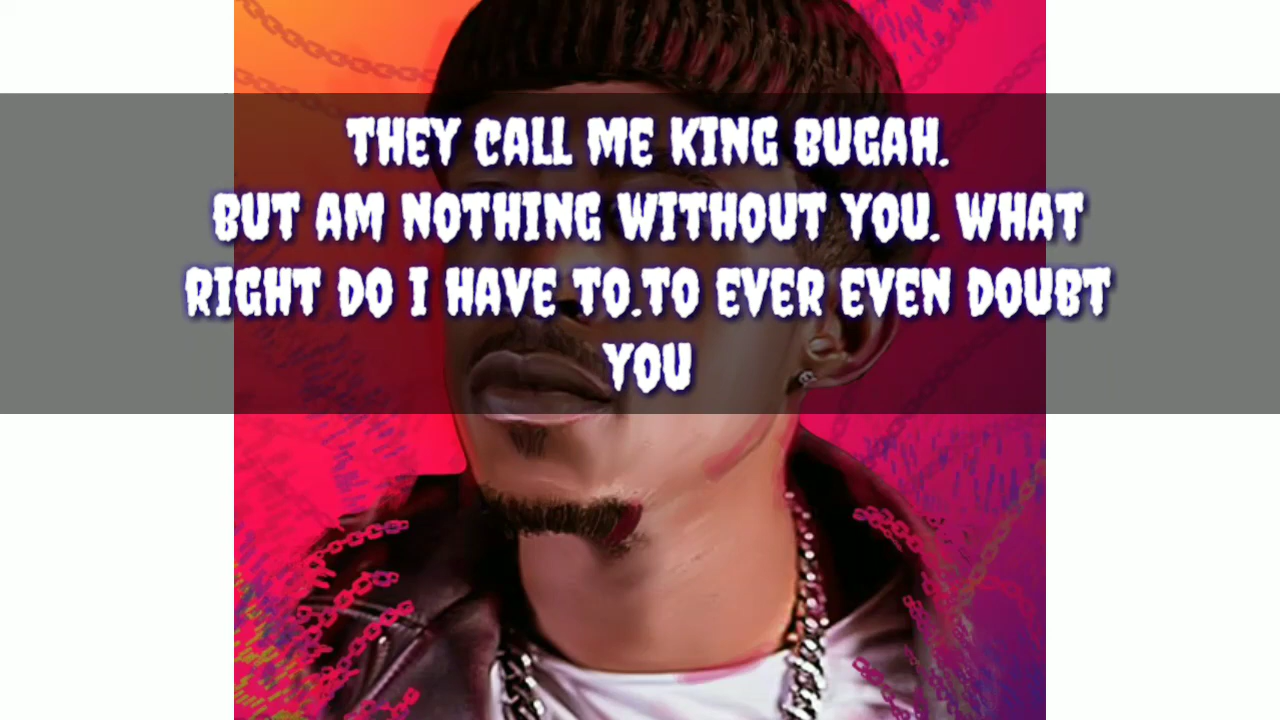 THEY CALL ME KING BUGAH.
BUT AM NOTHING WITHOUT YOU. WHAT
RIGHT DO I HAVE TO.TO EVER EVEN DOUBT
YOU